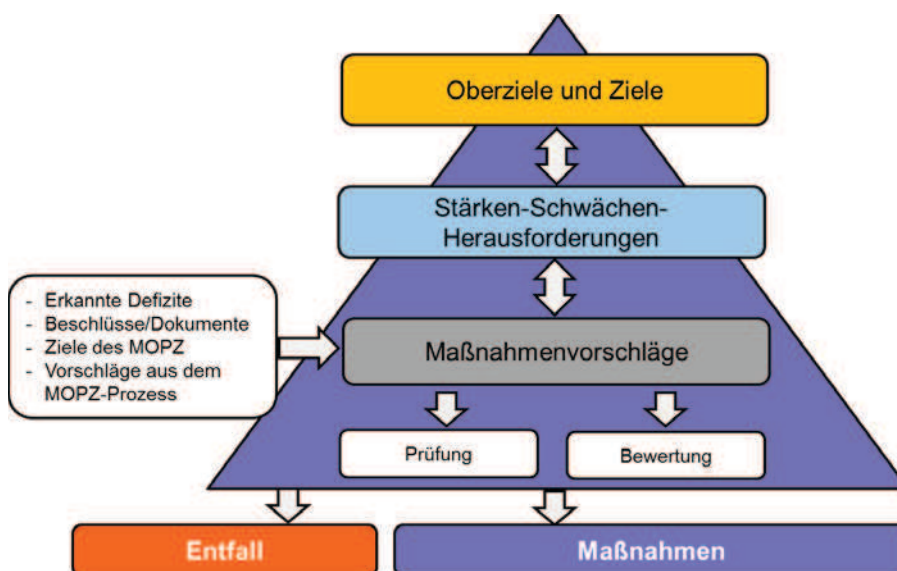 Oberziele und Ziele
Stärken-Schwächen-
Herausforderungen
- Erkannte Defizite
- Beschlüsse/Dokumente
- Ziele des MOPZ
- Vorschläge aus dem
MOPZ-Prozess
Maßnahmenvorschläge
Prüfung
Bewertung
Entfall
Maßnahmen